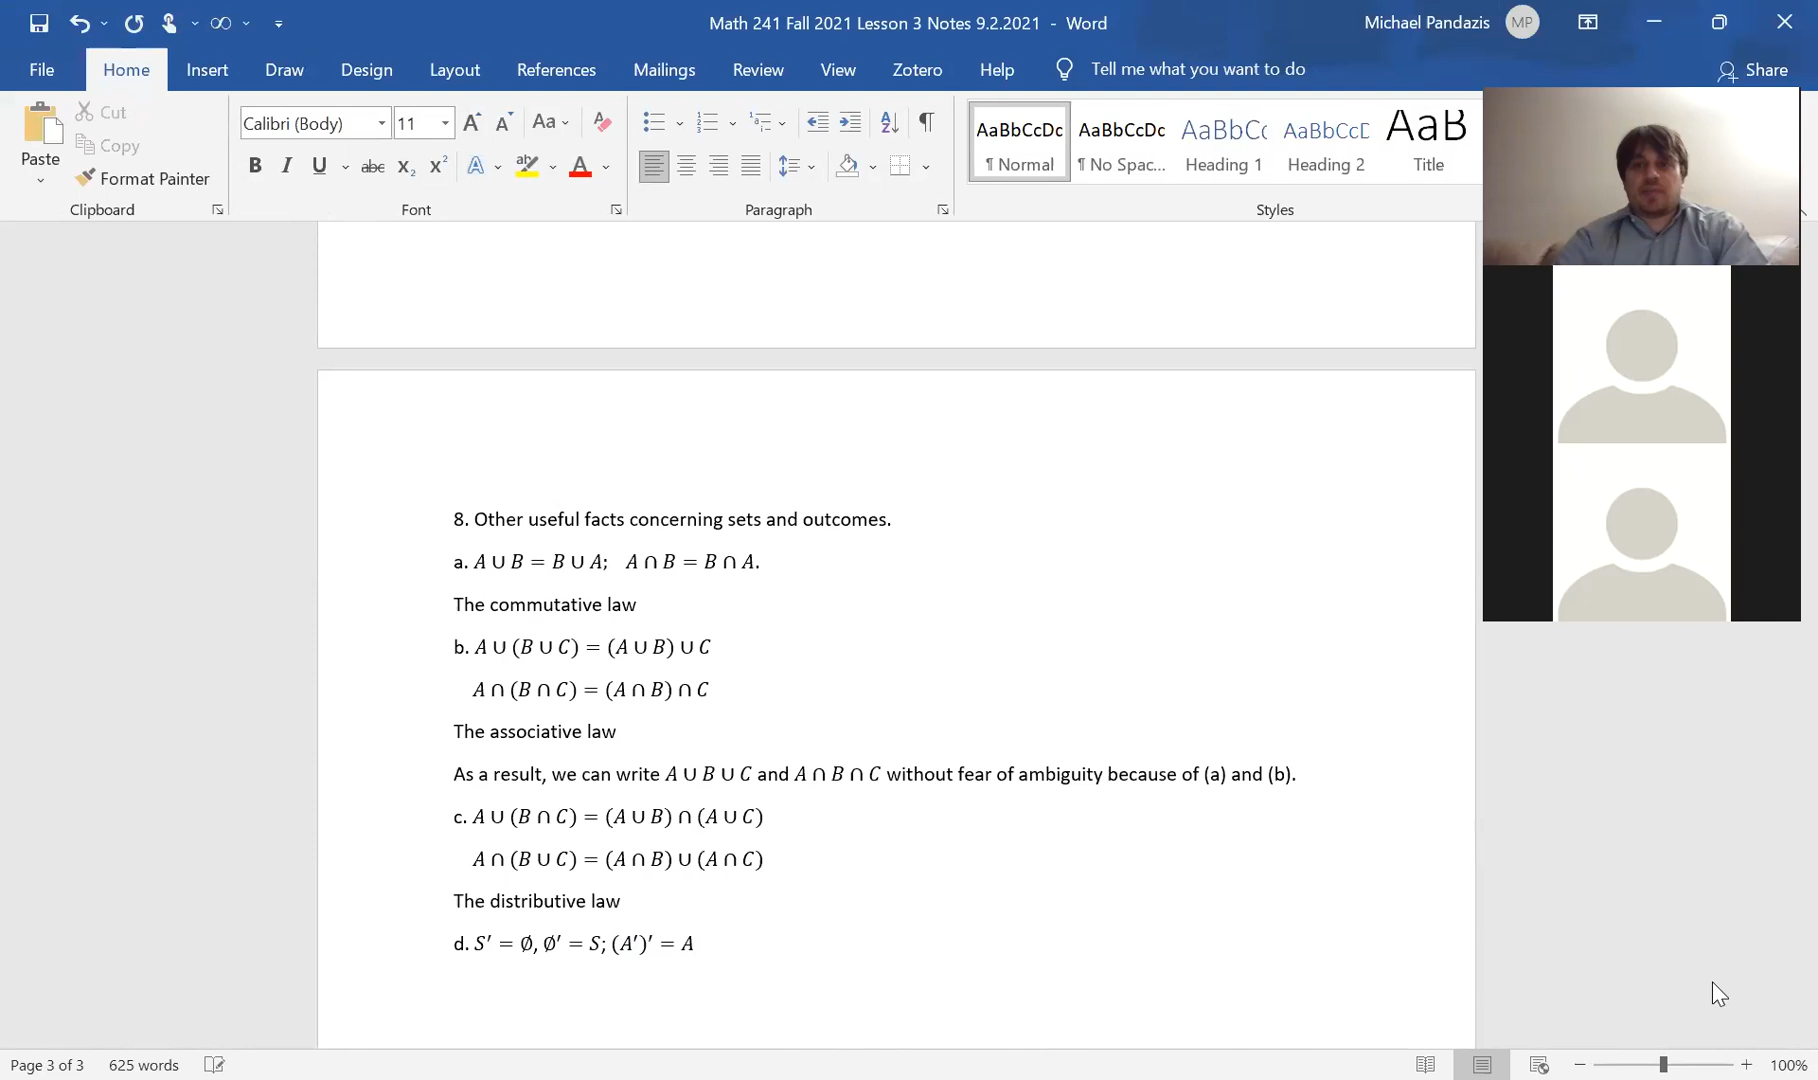 Math 241 Fall 2021 Lesson 3 Notes 9.2.2021 - Word
Michael Pandazis MP
File Home Insert Draw Design Layout References Mailings Review View Zotero Help Tell me what you want to do Share
Paste
Cut
Copy
Format Painter
Clipboard
Calibri (Body) 11
Font
Paragraph
AaBbCcDc AaBbCcDc AaBbCc AaBbCcD AaB
¶ Normal ¶ No Spac... Heading 1 Heading 2 Title
Styles
8. Other useful facts concerning sets and outcomes.
a. A ∪ B = B ∪ A; A ∩ B = B ∩ A.
The commutative law
b. A ∪ (B ∪ C) = (A ∪ B) ∪ C
A ∩ (B ∩ C) = (A ∩ B) ∩ C
The associative law
As a result, we can write A ∪ B ∪ C and A ∩ B ∩ C without fear of ambiguity because of (a) and (b).
c. A ∪ (B ∩ C) = (A ∪ B) ∩ (A ∪ C)
A ∩ (B ∪ C) = (A ∩ B) ∪ (A ∩ C)
The distributive law
d. S′ = ∅, ∅′ = S; (A′)′ = A
Page 3 of 3 625 words 100%